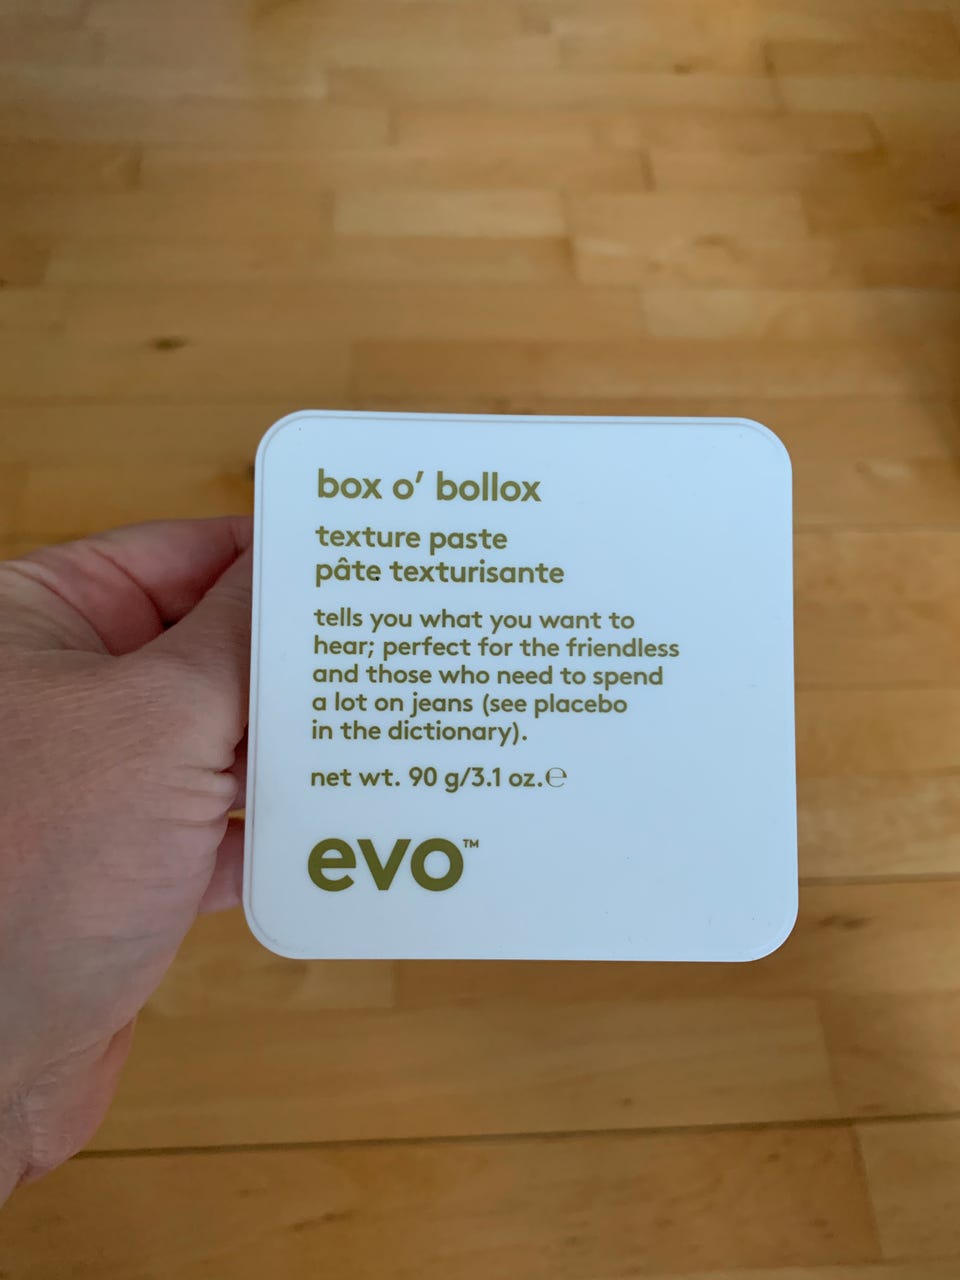 box o’ bollox
texture paste
pâte texturisante
tells you what you want to
hear; perfect for the friendless
and those who need to spend
a lot on jeans (see placebo
in the dictionary).
net wt. 90 g/3.1 oz.℮
evo™